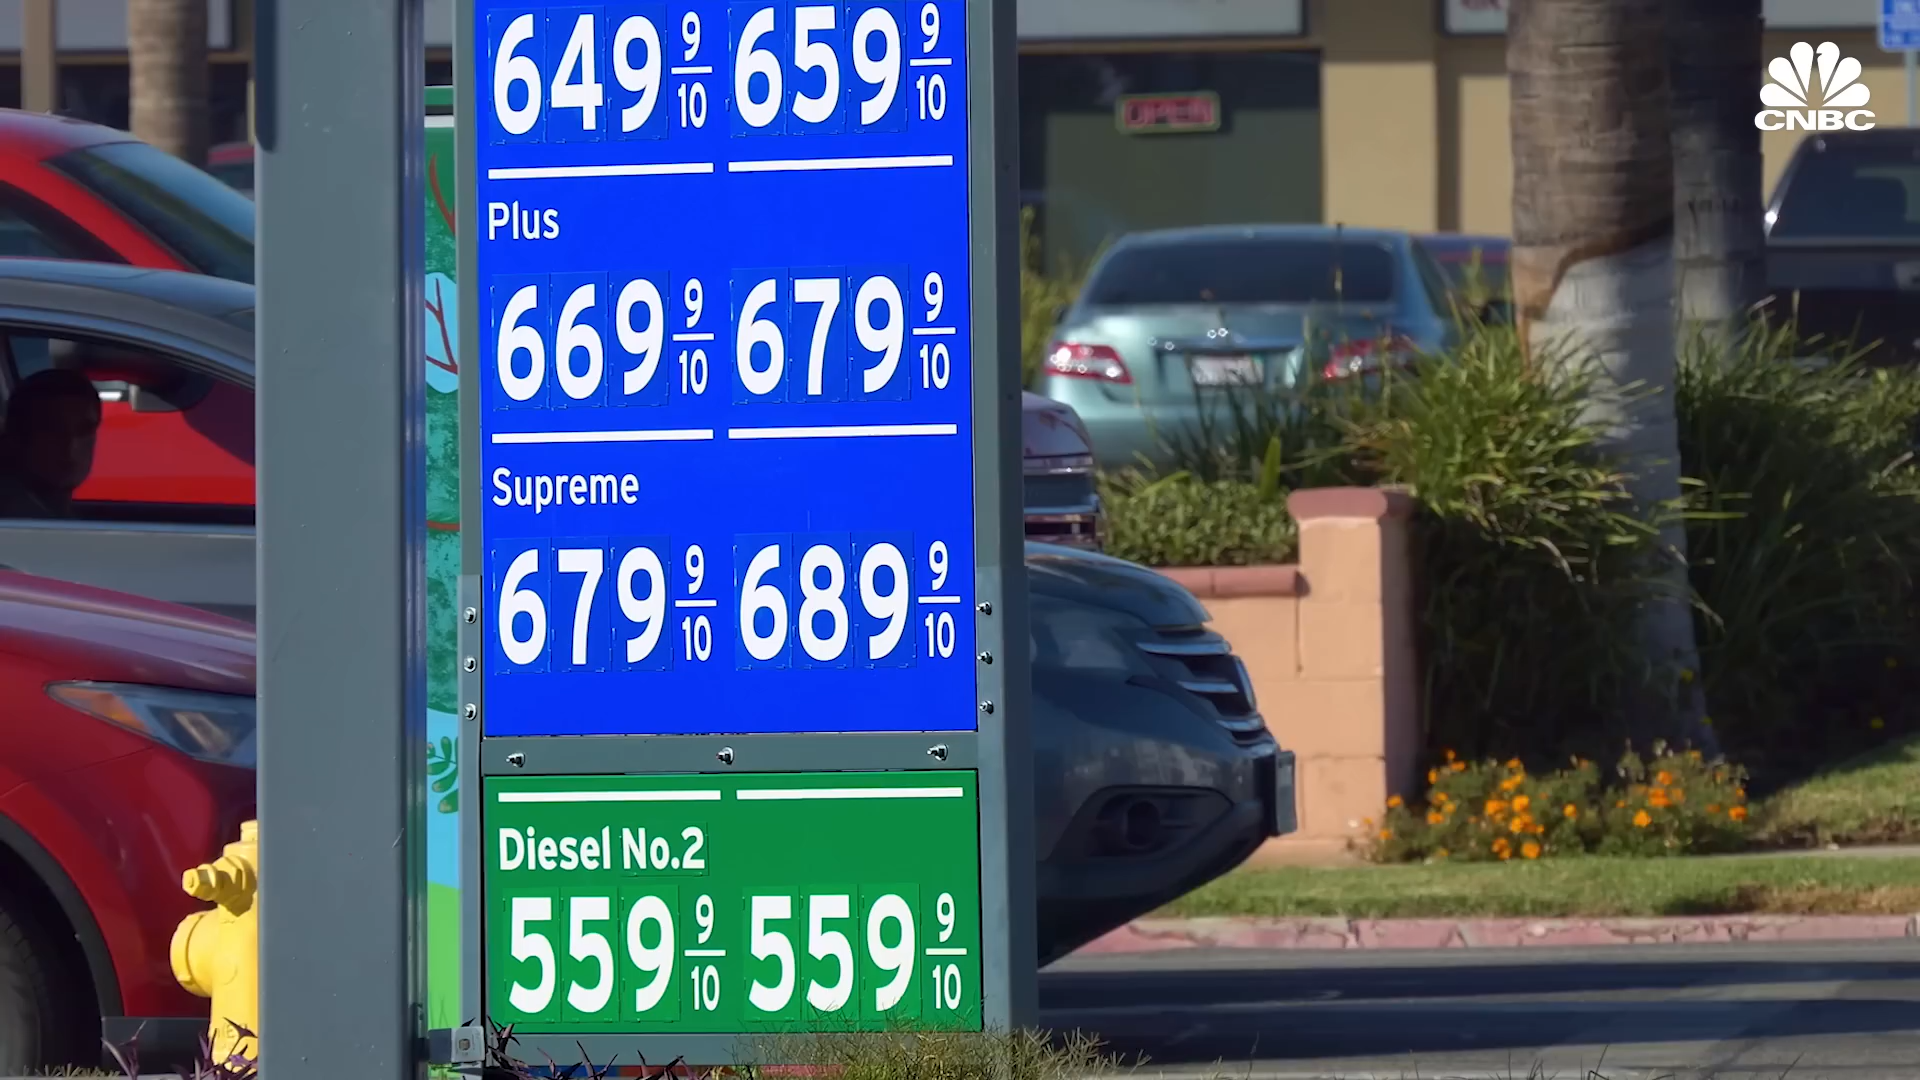 649 9/10 659 9/10
Plus
669 9/10 679 9/10
Supreme
679 9/10 689 9/10
Diesel No.2
559 9/10 559 9/10
OPEN
CNBC